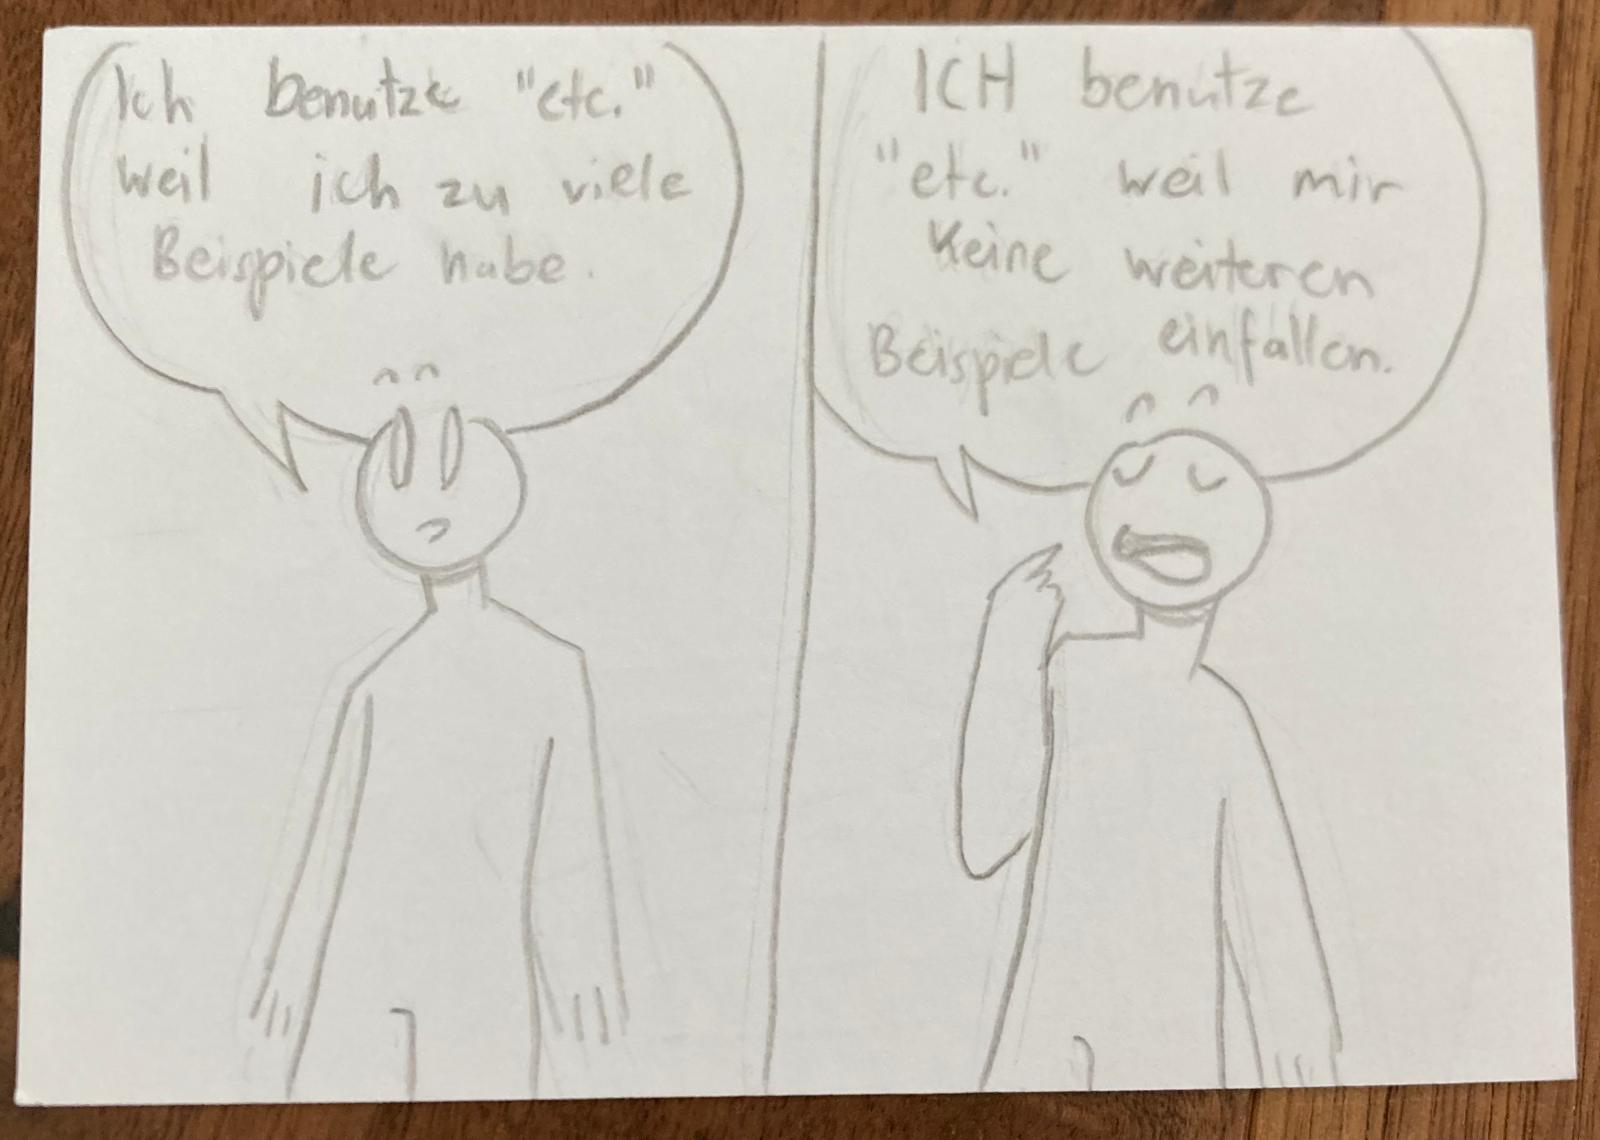 Ich benutze "etc."
weil ich zu viele
Beispiele habe.
ICH benutze
"etc." weil mir
Keine weiteren
Beispiele einfallen.